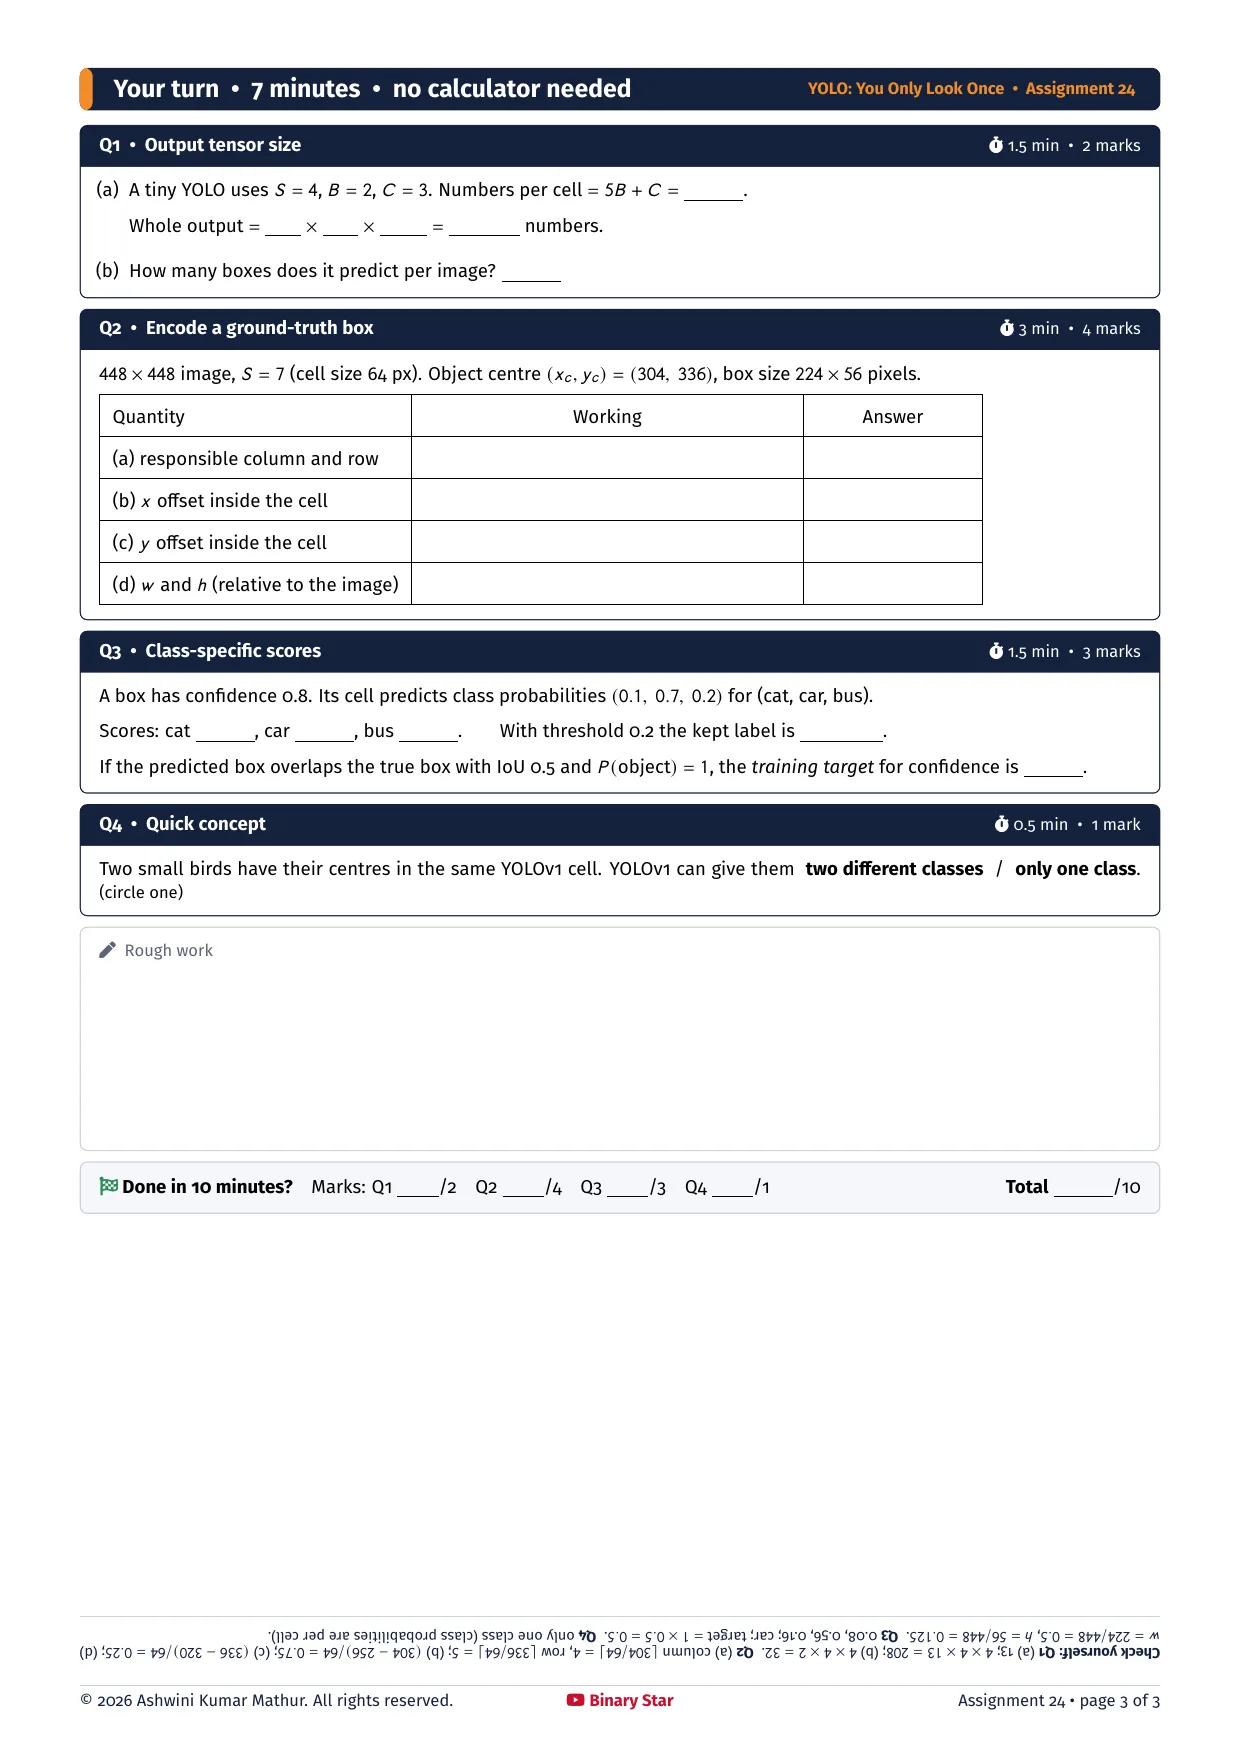 Your turn • 7 minutes • no calculator needed
YOLO: You Only Look Once • Assignment 24
Q1 • Output tensor size
1.5 min • 2 marks
(a) A tiny YOLO uses S = 4, B = 2, C = 3. Numbers per cell = 5B + C = ______.
Whole output = ____ × ____ × _____ = ________ numbers.
(b) How many boxes does it predict per image? ______
Q2 • Encode a ground-truth box
3 min • 4 marks
448 × 448 image, S = 7 (cell size 64 px). Object centre (x_c, y_c) = (304, 336), box size 224 × 56 pixels.
Quantity Working Answer
(a) responsible column and row
(b) x offset inside the cell
(c) y offset inside the cell
(d) w and h (relative to the image)
Q3 • Class-specific scores
1.5 min • 3 marks
A box has confidence 0.8. Its cell predicts class probabilities (0.1, 0.7, 0.2) for (cat, car, bus).
Scores: cat ______, car ______, bus ______. With threshold 0.2 the kept label is ________.
If the predicted box overlaps the true box with IoU 0.5 and P(object) = 1, the training target for confidence is ______.
Q4 • Quick concept
0.5 min • 1 mark
Two small birds have their centres in the same YOLOv1 cell. YOLOv1 can give them two different classes / only one class.
(circle one)
Rough work
Done in 10 minutes? Marks: Q1 ____/2 Q2 ____/4 Q3 ____/3 Q4 ____/1 Total ______/10
Check yourself: Q1 (a) 13; 4 × 4 × 13 = 208; (b) 4 × 4 × 2 = 32. Q2 (a) column ⌊304/64⌋ = 4, row ⌊336/64⌋ = 5; (b) (304 − 256)/64 = 0.75; (c) (336 − 320)/64 = 0.25; (d)
w = 224/448 = 0.5, h = 56/448 = 0.125. Q3 0.08, 0.56, 0.16; car; target = 1 × 0.5 = 0.5. Q4 only one class (class probabilities are per cell).
© 2026 Ashwini Kumar Mathur. All rights reserved.
Binary Star
Assignment 24 • page 3 of 3